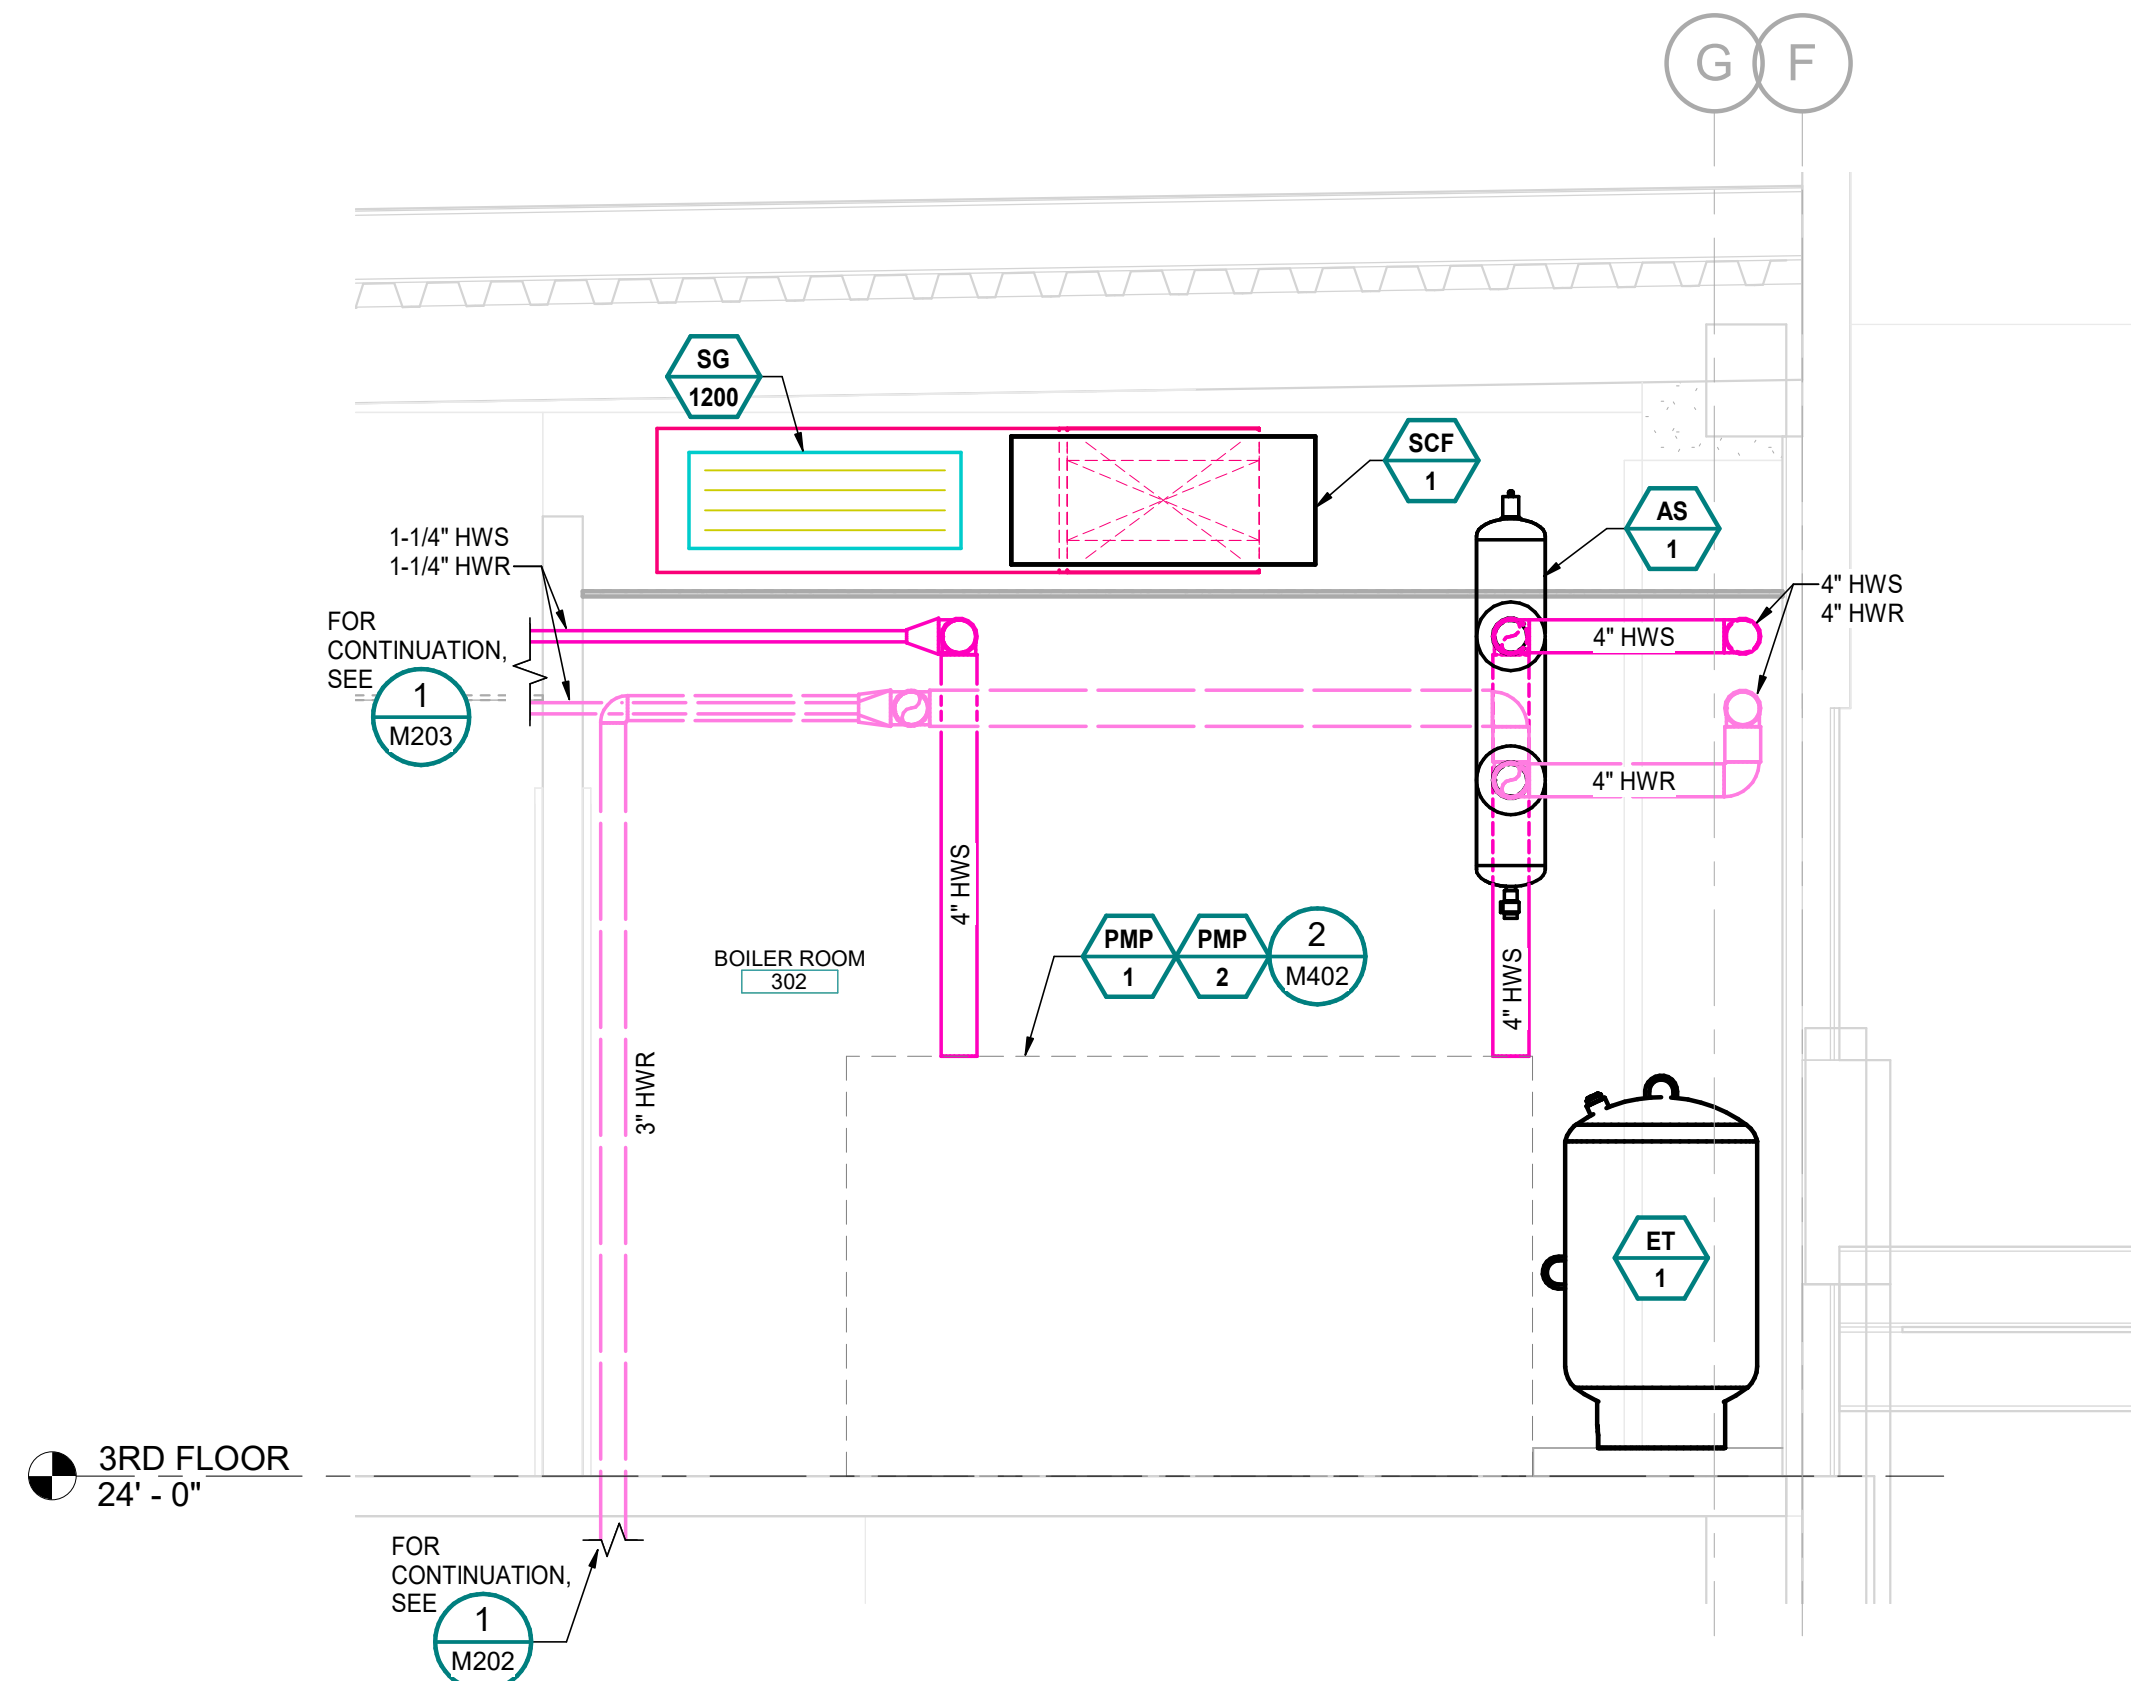 G
F
SG
1200
SCF
1
AS
1
1-1/4" HWS
1-1/4" HWR
FOR
CONTINUATION,
SEE
1
M203
4" HWS
4" HWR
4" HWS
4" HWR
4" HWS
4" HWS
BOILER ROOM
302
PMP
1
PMP
2
2
M402
3" HWR
ET
1
3RD FLOOR
24' - 0"
FOR
CONTINUATION,
SEE
1
M202